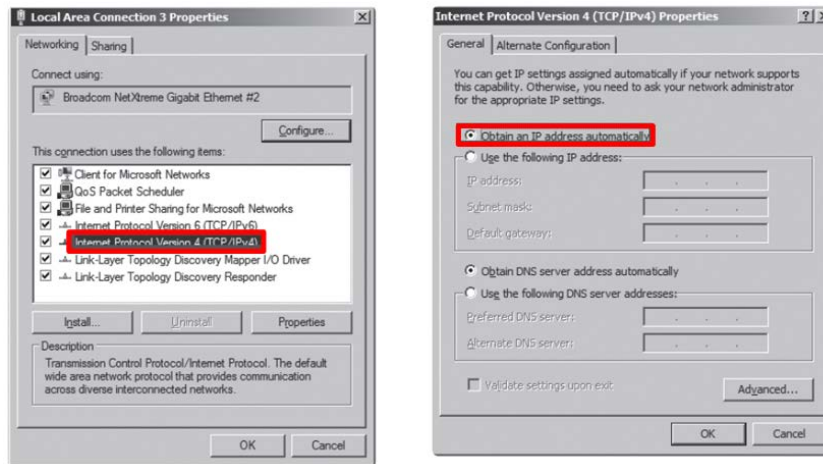 Local Area Connection 3 Properties
Networking
Sharing
Connect using:
Broadcom NetXtreme Gigabit Ethernet #2
Configure...
This connection uses the following items:
Client for Microsoft Networks
QoS Packet Scheduler
File and Printer Sharing for Microsoft Networks
Internet Protocol Version 6 (TCP/IPv6)
Internet Protocol Version 4 (TCP/IPv4)
Link-Layer Topology Discovery Mapper I/O Driver
Link-Layer Topology Discovery Responder
Install...
Uninstall
Properties
Description
Transmission Control Protocol/Internet Protocol. The default
wide area network protocol that provides communication
across diverse interconnected networks.
OK
Cancel
Internet Protocol Version 4 (TCP/IPv4) Properties
General
Alternate Configuration
You can get IP settings assigned automatically if your network supports
this capability. Otherwise, you need to ask your network administrator
for the appropriate IP settings.
Obtain an IP address automatically
Use the following IP address:
IP address:
Subnet mask:
Default gateway:
Obtain DNS server address automatically
Use the following DNS server addresses:
Preferred DNS server:
Alternate DNS server:
Validate settings upon exit
Advanced...
OK
Cancel